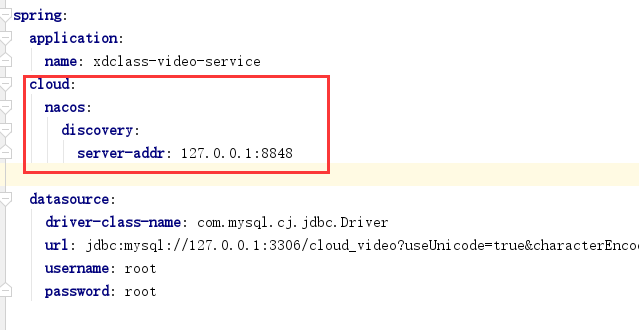 spring:
application:
name: xdclass-video-service
cloud:
nacos:
discovery:
server-addr: 127.0.0.1:8848
datasource:
driver-class-name: com.mysql.cj.jdbc.Driver
url: jdbc:mysql://127.0.0.1:3306/cloud_video?useUnicode=true&characterEnco
username: root
password: root